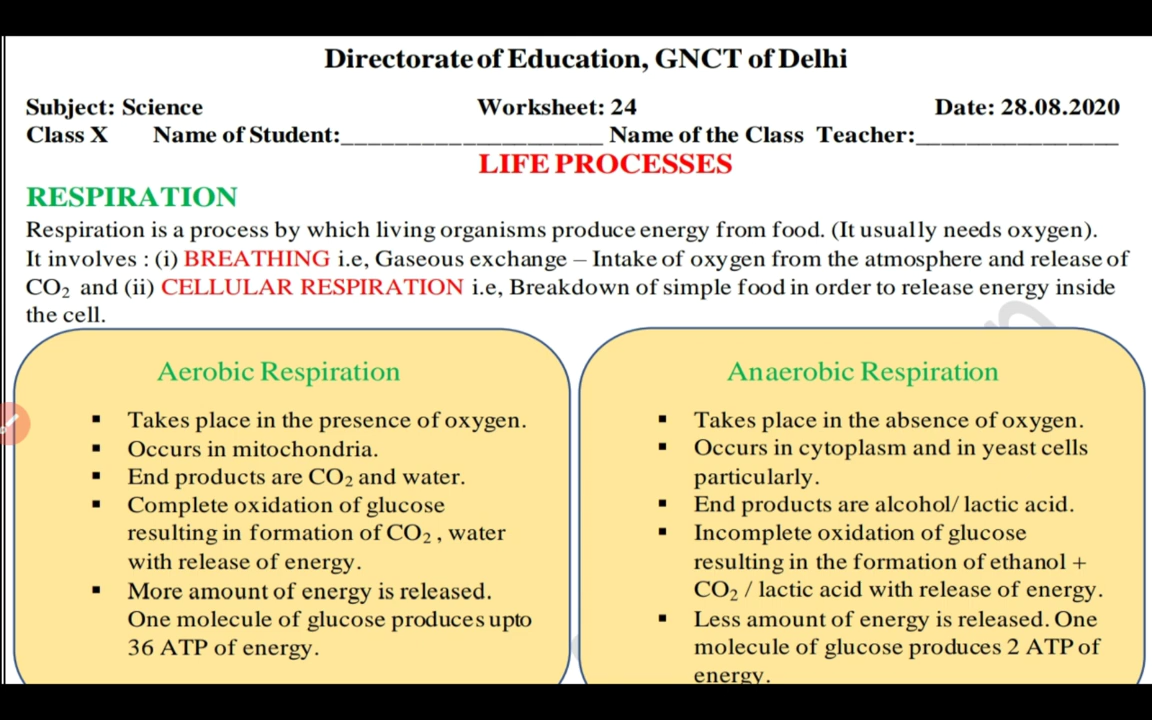 Directorate of Education, GNCT of Delhi
Subject: Science Worksheet: 24 Date: 28.08.2020
Class X Name of Student:____________________ Name of the Class Teacher:________________
LIFE PROCESSES
RESPIRATION
Respiration is a process by which living organisms produce energy from food. (It usually needs oxygen).
It involves : (i) BREATHING i.e, Gaseous exchange – Intake of oxygen from the atmosphere and release of
CO₂ and (ii) CELLULAR RESPIRATION i.e, Breakdown of simple food in order to release energy inside
the cell.
Aerobic Respiration
▪ Takes place in the presence of oxygen.
▪ Occurs in mitochondria.
▪ End products are CO₂ and water.
▪ Complete oxidation of glucose
resulting in formation of CO₂ , water
with release of energy.
▪ More amount of energy is released.
One molecule of glucose produces upto
36 ATP of energy.
Anaerobic Respiration
▪ Takes place in the absence of oxygen.
▪ Occurs in cytoplasm and in yeast cells
particularly.
▪ End products are alcohol/ lactic acid.
▪ Incomplete oxidation of glucose
resulting in the formation of ethanol +
CO₂ / lactic acid with release of energy.
▪ Less amount of energy is released. One
molecule of glucose produces 2 ATP of
energy.